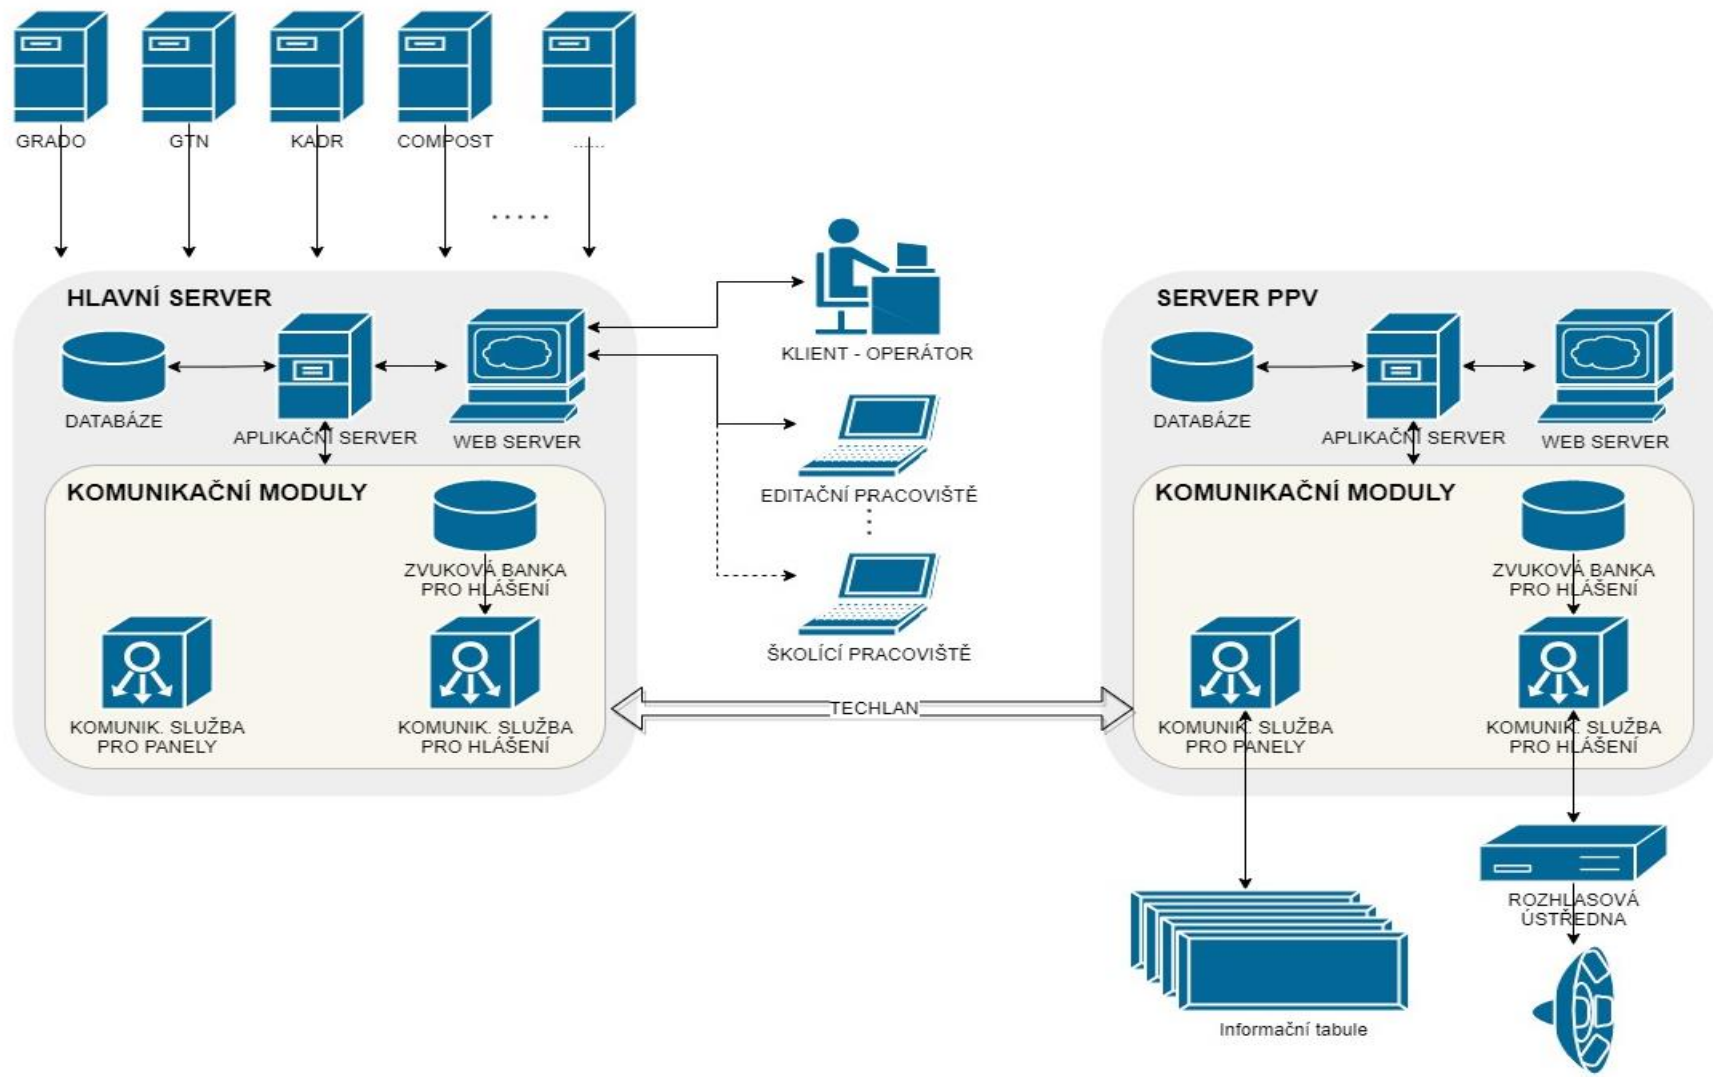 GRADO
GTN
KADR
COMPOST
......
.....
HLAVNÍ SERVER
DATABÁZE
APLIKAČNÍ SERVER
WEB SERVER
KOMUNIKAČNÍ MODULY
ZVUKOVÁ BANKA
PRO HLÁŠENÍ
KOMUNIK. SLUŽBA
PRO PANELY
KOMUNIK. SLUŽBA
PRO HLÁŠENÍ
KLIENT - OPERÁTOR
EDITAČNÍ PRACOVIŠTĚ
ŠKOLÍCÍ PRACOVIŠTĚ
TECHLAN
SERVER PPV
DATABÁZE
APLIKAČNÍ SERVER
WEB SERVER
KOMUNIKAČNÍ MODULY
ZVUKOVÁ BANKA
PRO HLÁŠENÍ
KOMUNIK. SLUŽBA
PRO PANELY
KOMUNIK. SLUŽBA
PRO HLÁŠENÍ
ROZHLASOVÁ
ÚSTŘEDNA
Informační tabule